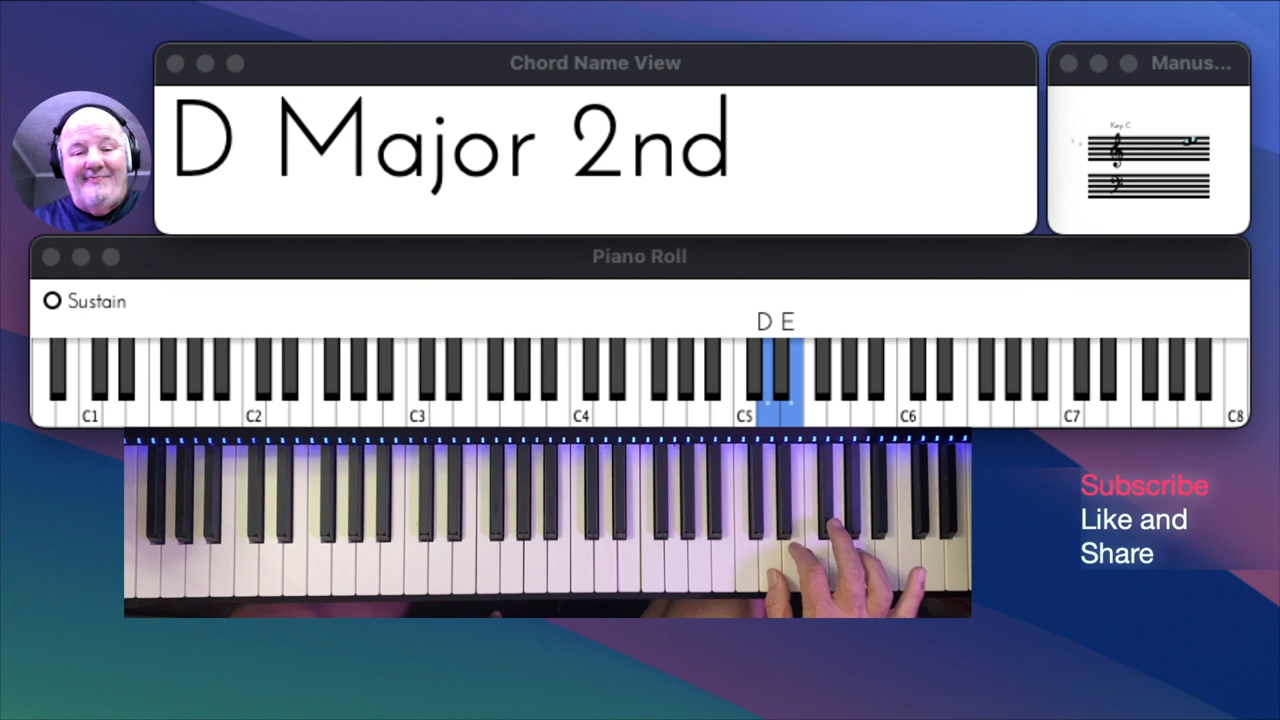 Chord Name View
D Major 2nd
Manus...
Key: C
Piano Roll
Sustain
D E
C1 C2 C3 C4 C5 C6 C7 C8
Subscribe
Like and
Share